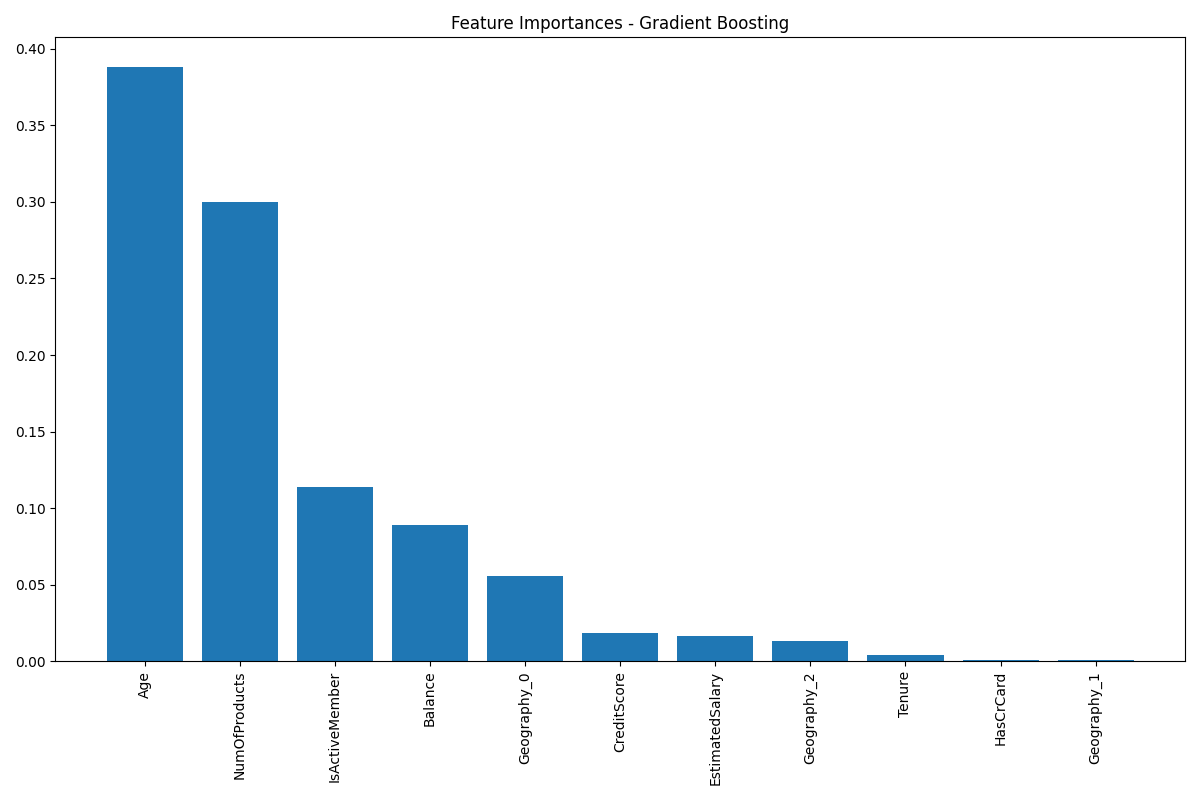 Feature Importances - Gradient Boosting
0.40
0.35
0.30
0.25
0.20
0.15
0.10
0.05
0.00
Age
NumOfProducts
IsActiveMember
Balance
Geography_0
CreditScore
EstimatedSalary
Geography_2
Tenure
HasCrCard
Geography_1